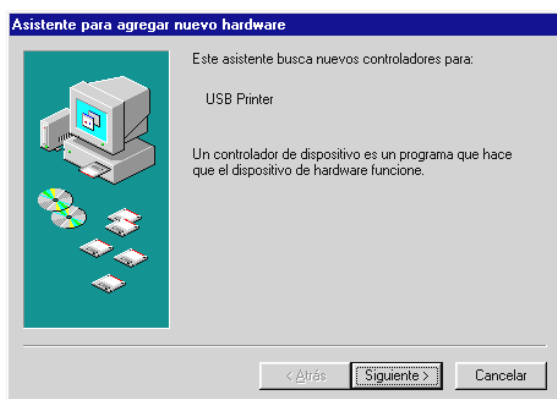 Asistente para agregar nuevo hardware
Este asistente busca nuevos controladores para:
USB Printer
Un controlador de dispositivo es un programa que hace
que el dispositivo de hardware funcione.
< Atrás
Siguiente >
Cancelar